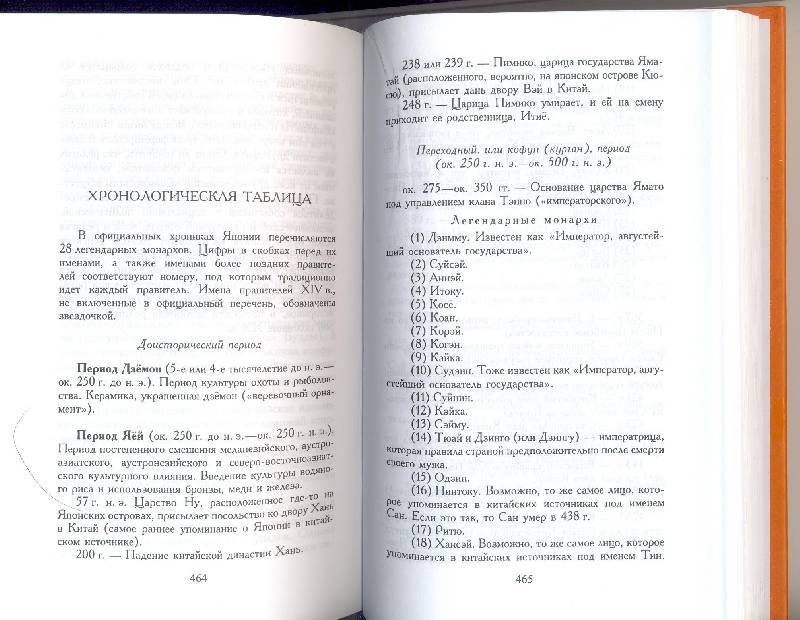 ХРОНОЛОГИЧЕСКАЯ ТАБЛИЦА
В официальных хрониках Японии перечисляются
28 легендарных монархов. Цифры в скобках перед их
именами, а также именами более поздних правите-
лей соответствуют номеру, под которым традиционно
идет каждый правитель. Имена правителей XIV в.,
не включенные в официальный перечень, обозначены
звездочкой.
Доисторический период
Период Дзёмон (5-е или 4-е тысячелетие до н. э.—
ок. 250 г. до н. э.). Период культуры охоты и рыболов-
ства. Керамика, украшенная дзёмон («веревочный орна-
мент»).
Период Яёй (ок. 250 г. до н. э.—ок. 250 г. н. э.).
Период постепенного смешения меланезийского, аустро-
азиатского, аустронезийского и северо-восточноазиат-
ского культурного влияния. Введение культуры водяно-
го риса и использования бронзы, меди и железа.
57 г. н. э. Царство Ну, расположенное где-то на
Японских островах, присылает посольство ко двору Хань
в Китай (самое раннее упоминание о Японии в китай-
ском источнике).
200 г. — Падение китайской династии Хань.
464
238 или 239 г. — Пимико, царица государства Яма-
тай (расположенного, вероятно, на японском острове Кю-
сю), присылает дань двору Вэй в Китай.
248 г. — Царица Пимико умирает, и ей на смену
приходит ее родственница, Итиё.
Переходный, или кофун (курган), период
(ок. 250 г. н. э.—ок. 500 г. н. э.)
ок. 275—ок. 350 гг. — Основание царства Ямато
под управлением клана Тэнно («императорского»).
Легендарные монархи
(1) Дзимму. Известен как «Император, августей-
ший основатель государства».
(2) Суйсэй.
(3) Аннэй.
(4) Итоку.
(5) Косё.
(6) Коан.
(7) Корэй.
(8) Когэн.
(9) Кайка.
(10) Судзин. Тоже известен как «Император, авгу-
стейший основатель государства».
(11) Суйнин.
(12) Кэйка.
(13) Сэйму.
(14) Тюай и Дзинго (или Дзингу) — императрица,
которая правила страной предположительно после смерти
своего мужа.
(15) Одзин.
(16) Нинтоку. Возможно, то же самое лицо, кото-
рое упоминается в китайских источниках под именем
Сан. Если это так, то Сан умер в 438 г.
(17) Ритю.
(18) Хансэй. Возможно, то же самое лицо, которое
упоминается в китайских источниках под именем Тин.
465